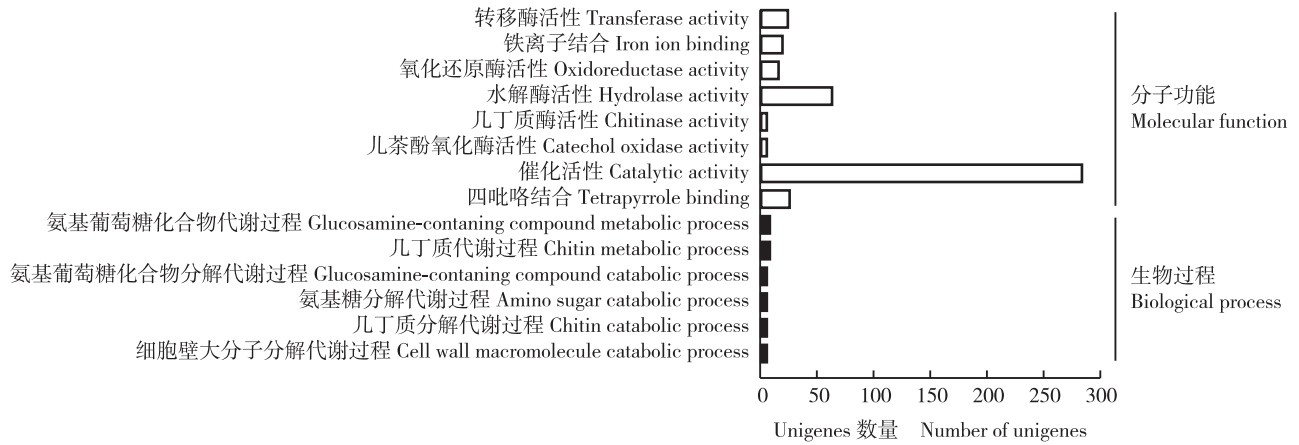 转移酶活性 Transferase activity
铁离子结合 Iron ion binding
氧化还原酶活性 Oxidoreductase activity
水解酶活性 Hydrolase activity
几丁质酶活性 Chitinase activity
儿茶酚氧化酶活性 Catechol oxidase activity
催化活性 Catalytic activity
四吡咯结合 Tetrapyrrole binding
分子功能
Molecular function
氨基葡萄糖化合物代谢过程 Glucosamine-contaning compound metabolic process
几丁质代谢过程 Chitin metabolic process
氨基葡萄糖化合物分解代谢过程 Glucosamine-contaning compound catabolic process
氨基糖分解代谢过程 Amino sugar catabolic process
几丁质分解代谢过程 Chitin catabolic process
细胞壁大分子分解代谢过程 Cell wall macromolecule catabolic process
生物过程
Biological process
0 50 100 150 200 250 300
Unigenes 数量 Number of unigenes